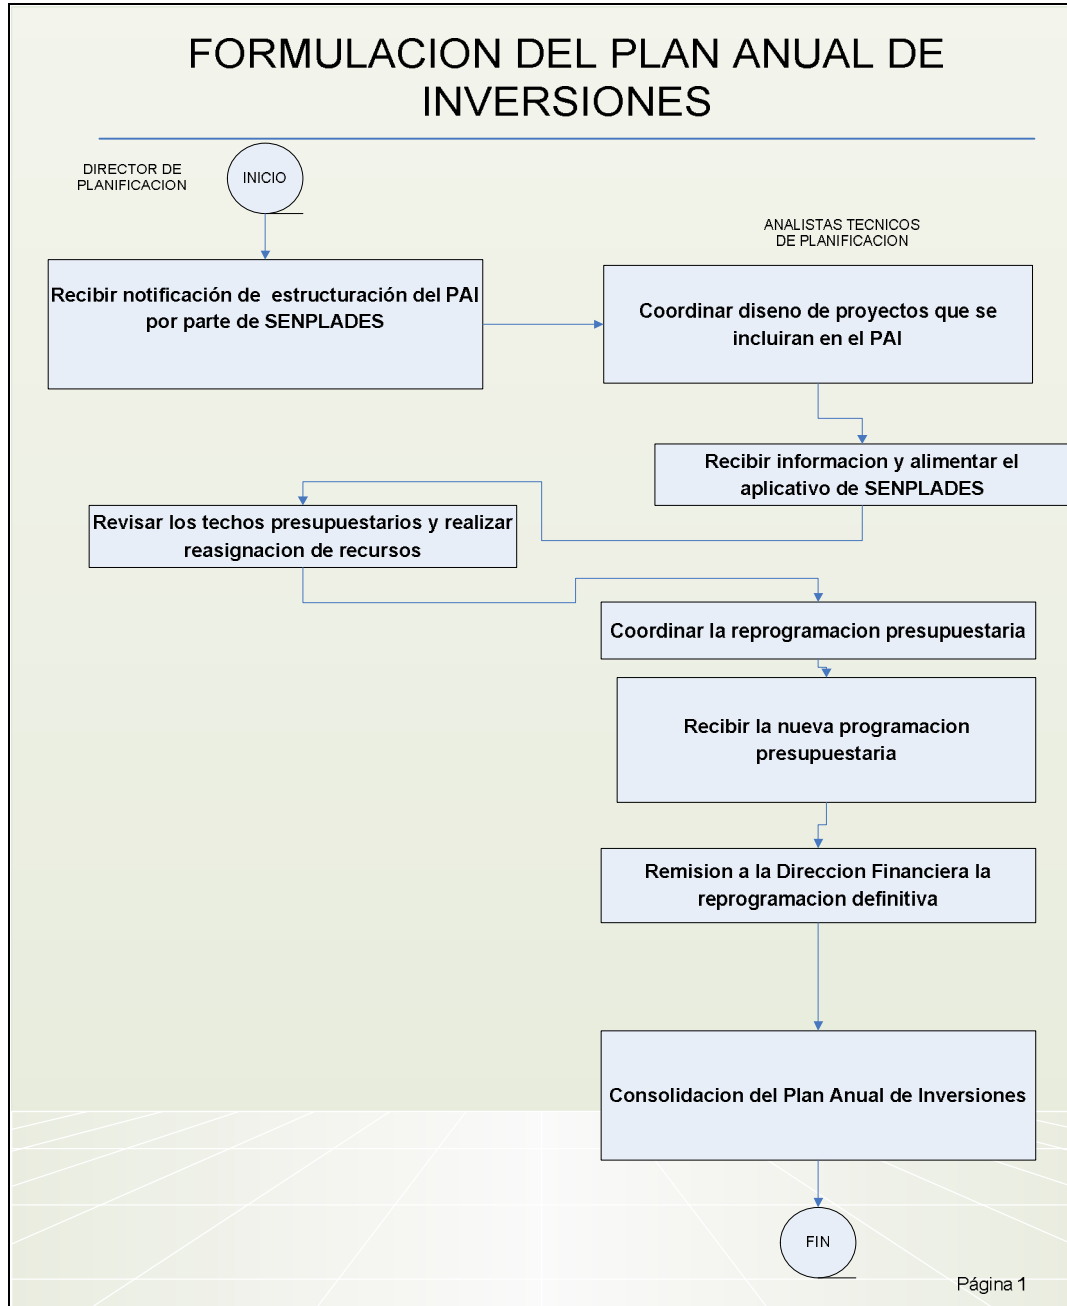 FORMULACION DEL PLAN ANUAL DE
INVERSIONES
DIRECTOR DE
PLANIFICACION
INICIO
ANALISTAS TECNICOS
DE PLANIFICACION
Recibir notificación de estructuración del PAI
por parte de SENPLADES
Coordinar diseno de proyectos que se
incluiran en el PAI
Recibir informacion y alimentar el
aplicativo de SENPLADES
Revisar los techos presupuestarios y realizar
reasignacion de recursos
Coordinar la reprogramacion presupuestaria
Recibir la nueva programacion
presupuestaria
Remision a la Direccion Financiera la
reprogramacion definitiva
Consolidacion del Plan Anual de Inversiones
FIN
Página 1